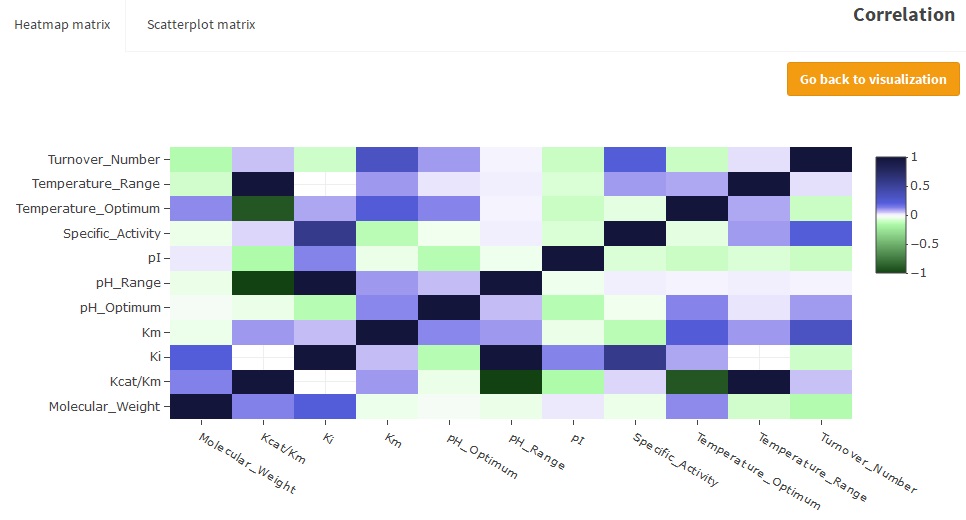 Heatmap matrix
Scatterplot matrix
Correlation
Go back to visualization
Turnover_Number
Temperature_Range
Temperature_Optimum
Specific_Activity
pI
pH_Range
pH_Optimum
Km
Ki
Kcat/Km
Molecular_Weight
Molecular_Weight
Kcat/Km
Ki
Km
pH_Optimum
pH_Range
pI
Specific_Activity
Temperature_Optimum
Temperature_Range
Turnover_Number
1
0.5
0
−0.5
−1